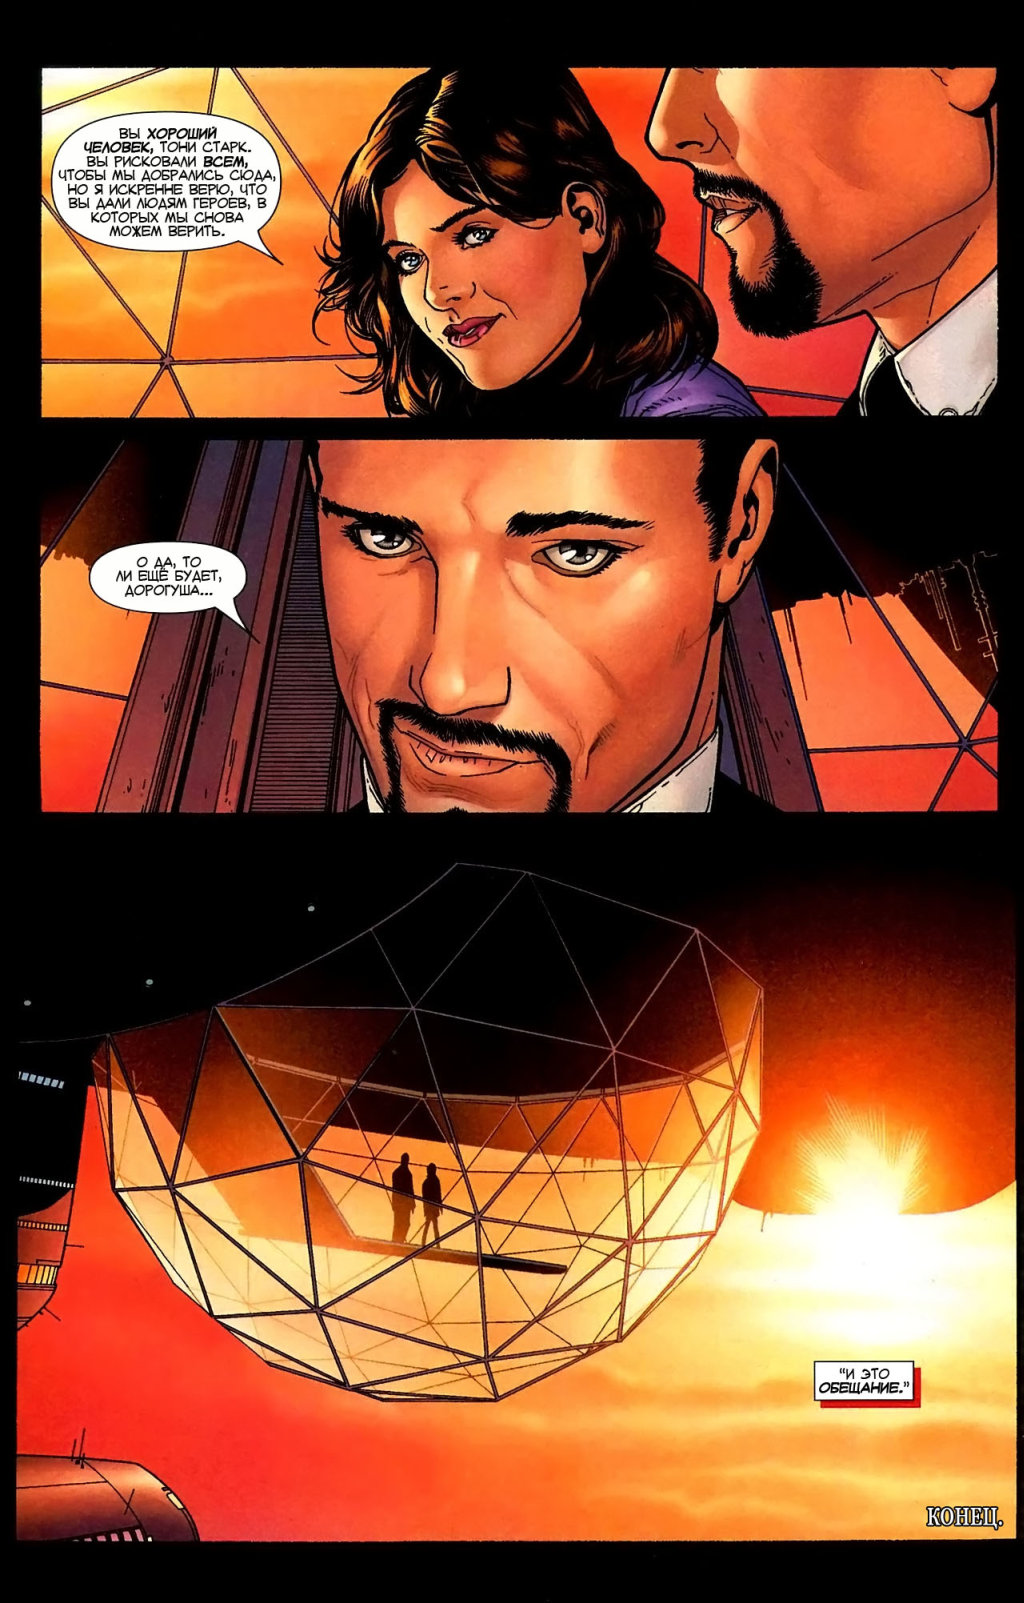 ВЫ ХОРОШИЙ
ЧЕЛОВЕК, ТОНИ СТАРК.
ВЫ РИСКОВАЛИ ВСЕМ,
ЧТОБЫ МЫ ДОБРАЛИСЬ СЮДА,
НО Я ИСКРЕННЕ ВЕРЮ, ЧТО
ВЫ ДАЛИ ЛЮДЯМ ГЕРОЕВ, В
КОТОРЫХ МЫ СНОВА
МОЖЕМ ВЕРИТЬ.
О ДА, ТО
ЛИ ЕЩЁ БУДЕТ,
ДОРОГУША...
"И ЭТО
ОБЕЩАНИЕ."
КОНЕЦ.